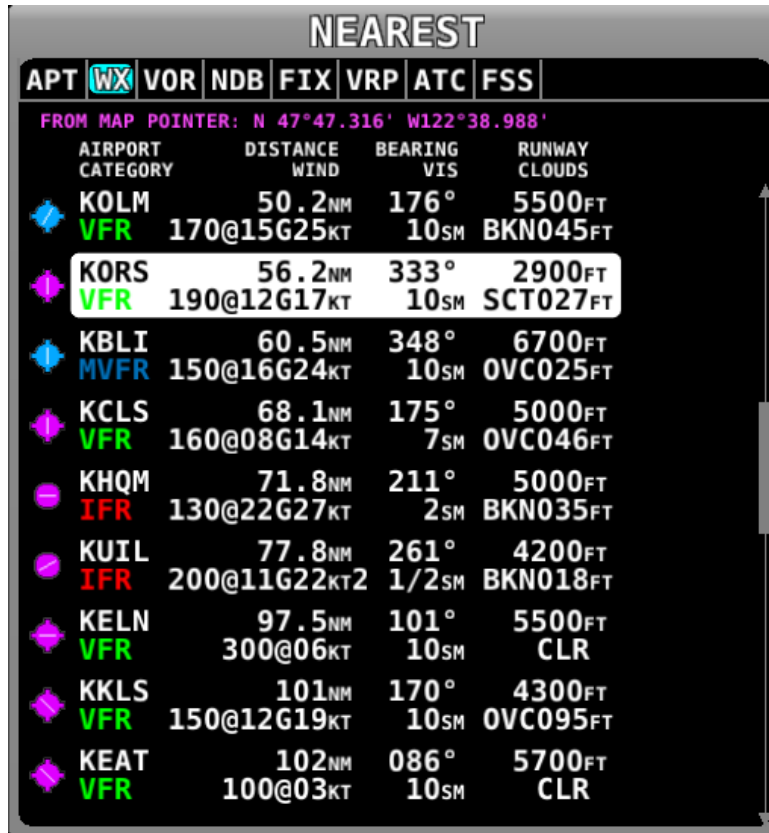 NEAREST
APT WX VOR NDB FIX VRP ATC FSS
FROM MAP POINTER: N 47°47.316' W122°38.988'
AIRPORT DISTANCE BEARING RUNWAY
CATEGORY WIND VIS CLOUDS
KOLM 50.2NM 176° 5500FT
VFR 170@15G25KT 10SM BKN045FT
KORS 56.2NM 333° 2900FT
VFR 190@12G17KT 10SM SCT027FT
KBLI 60.5NM 348° 6700FT
MVFR 150@16G24KT 10SM OVC025FT
KCLS 68.1NM 175° 5000FT
VFR 160@08G14KT 7SM OVC046FT
KHQM 71.8NM 211° 5000FT
IFR 130@22G27KT 2SM BKN035FT
KUIL 77.8NM 261° 4200FT
IFR 200@11G22KT2 1/2SM BKN018FT
KELN 97.5NM 101° 5500FT
VFR 300@06KT 10SM CLR
KKLS 101NM 170° 4300FT
VFR 150@12G19KT 10SM OVC095FT
KEAT 102NM 086° 5700FT
VFR 100@03KT 10SM CLR